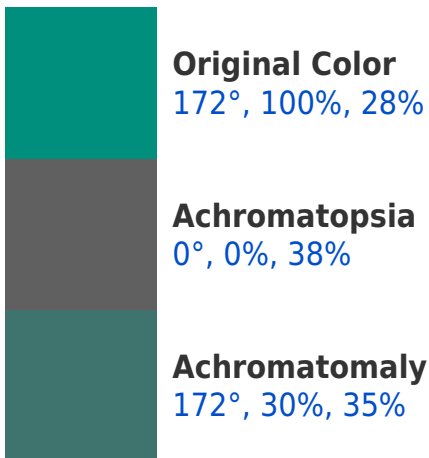 Original Color
172°, 100%, 28%
Achromatopsia
0°, 0%, 38%
Achromatomaly
172°, 30%, 35%